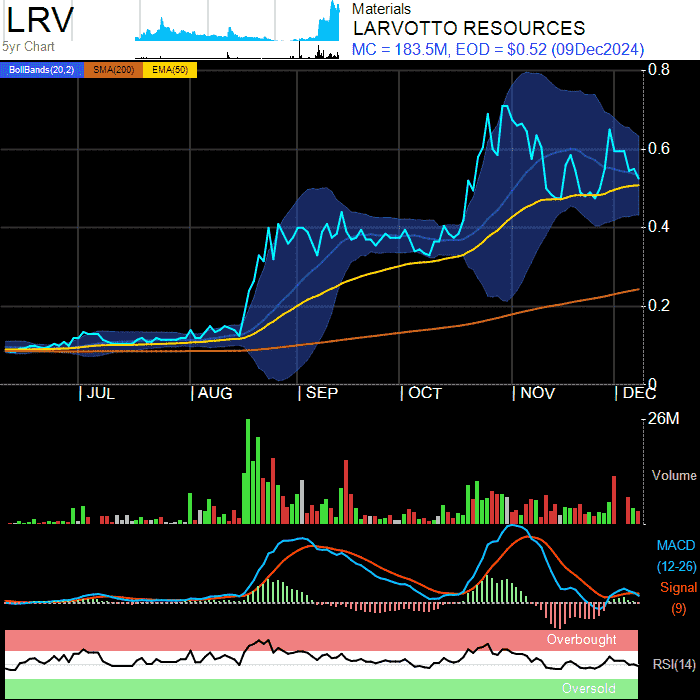 LRV
5yr Chart
Materials
LARVOTTO RESOURCES
MC = 183.5M, EOD = $0.52 (09Dec2024)
BollBands(20,2) SMA(200) EMA(50)
0.8
0.6
0.4
0.2
0
JUL AUG SEP OCT NOV DEC
26M
Volume
MACD
(12-26)
Signal
(9)
Overbought
RSI(14)
Oversold